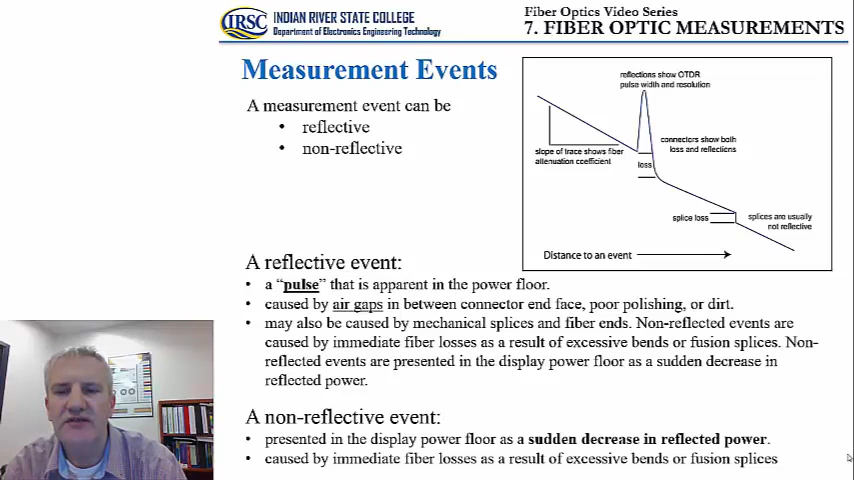 IRSC
INDIAN RIVER STATE COLLEGE
Department of Electronics Engineering Technology
Fiber Optics Video Series
7. FIBER OPTIC MEASUREMENTS
Measurement Events
A measurement event can be
• reflective
• non-reflective
reflections show OTDR
pulse width and resolution
connectors show both
loss and reflections
slope of trace shows fiber
attenuation coefficient
loss
splice loss
splices are usually
not reflective
Distance to an event
A reflective event:
• a “pulse” that is apparent in the power floor.
• caused by air gaps in between connector end face, poor polishing, or dirt.
• may also be caused by mechanical splices and fiber ends. Non-reflected events are
caused by immediate fiber losses as a result of excessive bends or fusion splices. Non-
reflected events are presented in the display power floor as a sudden decrease in
reflected power.
A non-reflective event:
• presented in the display power floor as a sudden decrease in reflected power.
• caused by immediate fiber losses as a result of excessive bends or fusion splices